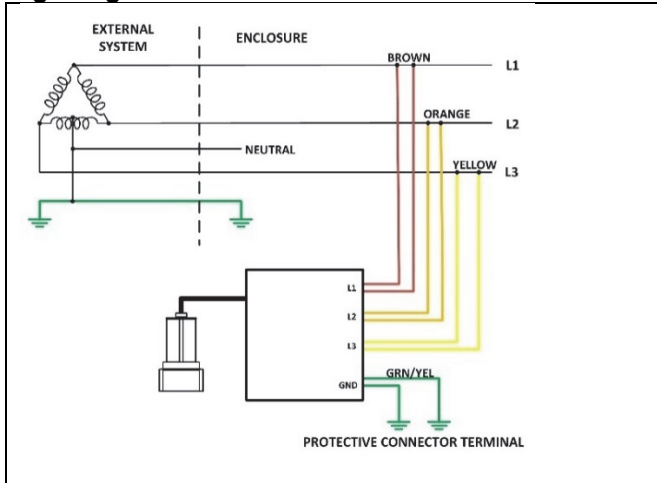 EXTERNAL
SYSTEM
ENCLOSURE
BROWN
L1
ORANGE
L2
NEUTRAL
YELLOW
L3
L1
L2
L3
GRN/YEL
GND
PROTECTIVE CONNECTOR TERMINAL